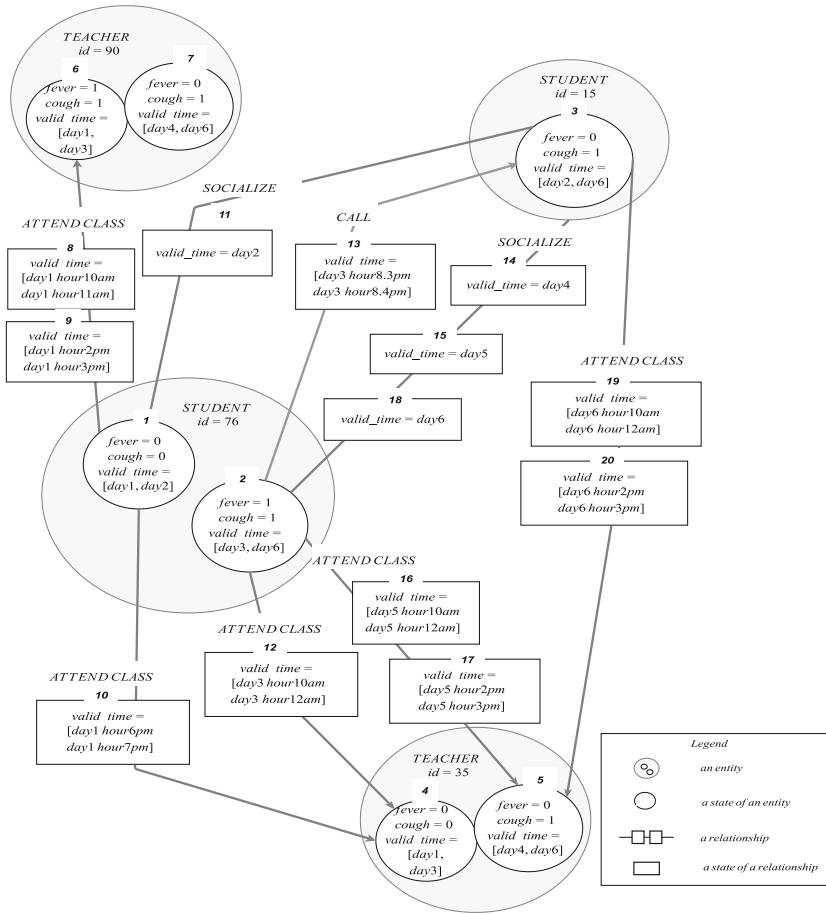 TEACHER
id = 90
6
fever = 1
cough = 1
valid time =
[day1,
day3]
7
fever = 0
cough = 1
valid time =
[day4, day6]
STUDENT
id = 15
3
fever = 0
cough = 1
valid time =
[day2, day6]
SOCIALIZE
11
valid_time = day2
ATTEND CLASS
8
valid time =
[day1 hour10am
day1 hour11am]
9
valid time =
[day1 hour2pm
day1 hour3pm]
CALL
13
valid time =
[day3 hour8.3pm
day3 hour8.4pm]
SOCIALIZE
14
valid_time = day4
15
valid_time = day5
18
valid_time = day6
ATTEND CLASS
19
valid time =
[day6 hour10am
day6 hour12am]
20
valid time =
[day6 hour2pm
day6 hour3pm]
STUDENT
id = 76
1
fever = 0
cough = 0
valid time =
[day1, day2]
2
fever = 1
cough = 1
valid time =
[day3, day6]
ATTEND CLASS
16
valid time =
[day5 hour10am
day5 hour12am]
17
valid time =
[day5 hour2pm
day5 hour3pm]
ATTEND CLASS
12
valid time =
[day3 hour10am
day3 hour12am]
ATTEND CLASS
10
valid time =
[day1 hour6pm
day1 hour7pm]
TEACHER
id = 35
4
fever = 0
cough = 0
valid time =
[day1,
day3]
5
fever = 0
cough = 1
valid time =
[day4, day6]
Legend
an entity
a state of an entity
a relationship
a state of a relationship